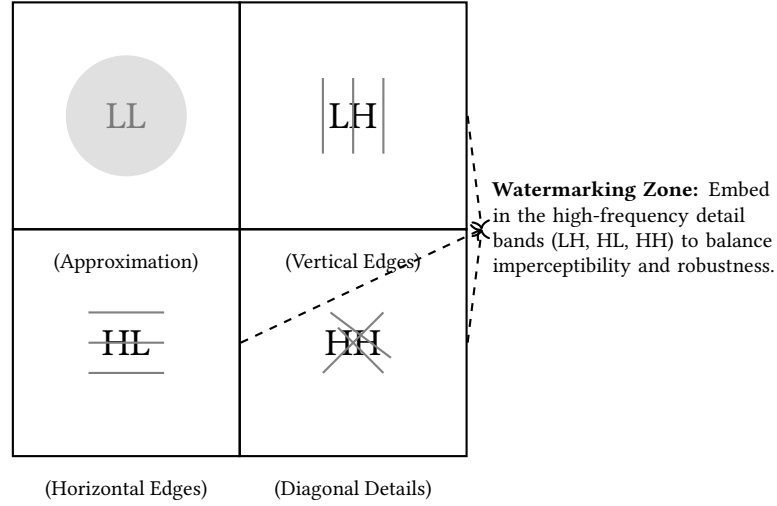 LL
LH
Watermarking Zone: Embed
in the high-frequency detail
bands (LH, HL, HH) to balance
imperceptibility and robustness.
(Approximation)
(Vertical Edges)
HL
HH
(Horizontal Edges)
(Diagonal Details)